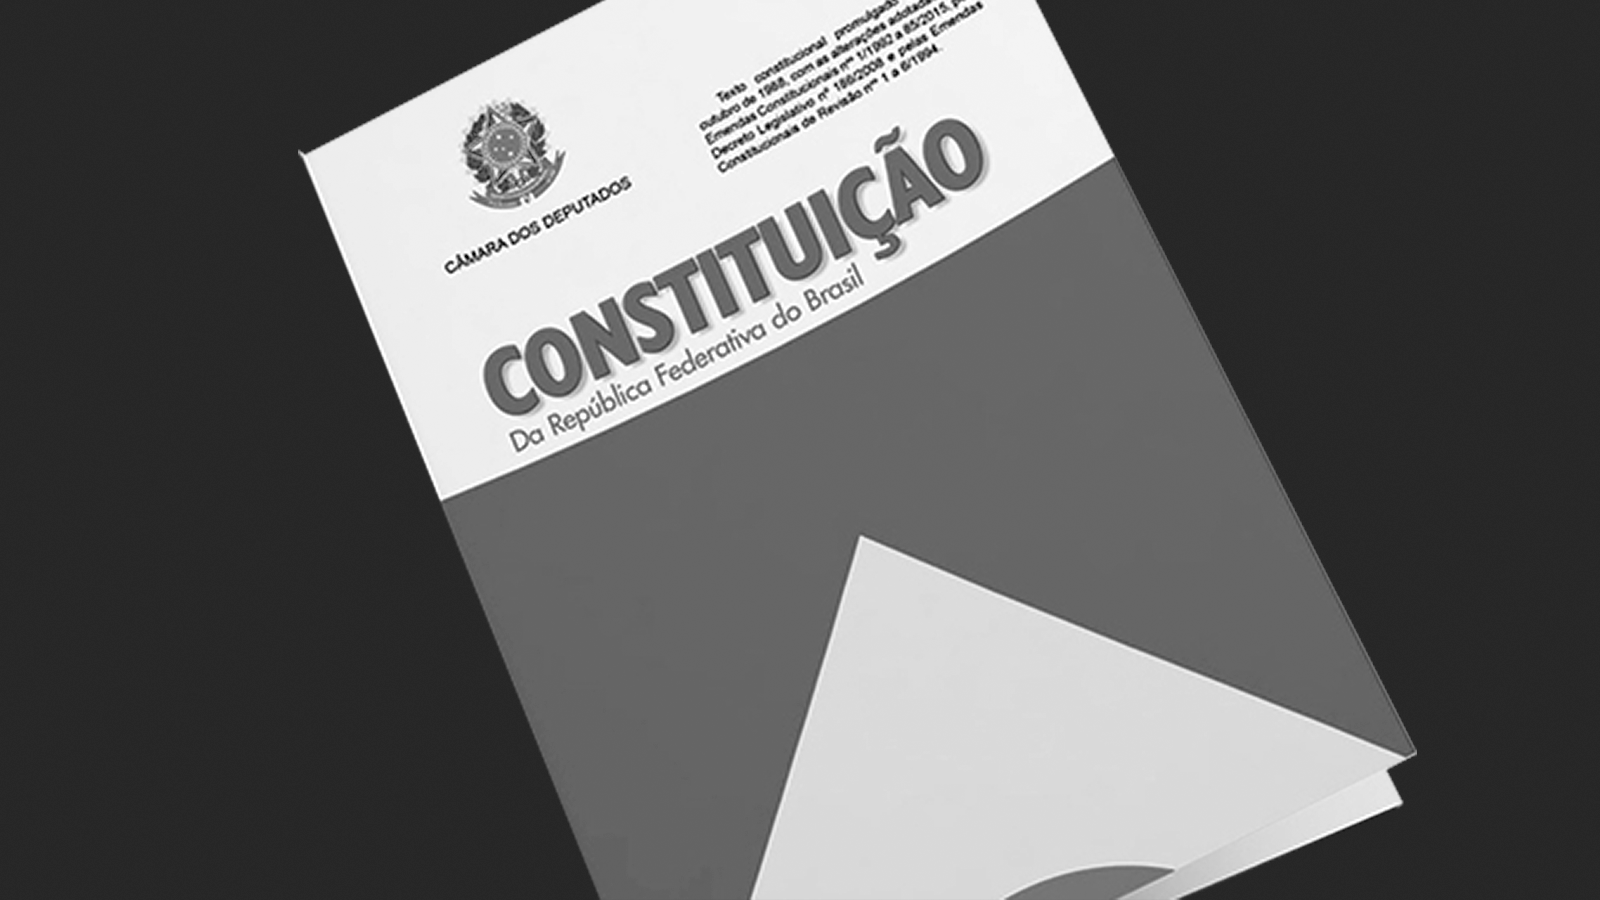 Texto constitucional promulgado
outubro de 1988, com as alterações
Emendas Constitucionais nos 1/1992 a 85/2015,
Decreto Legislativo nº 186/2008 e pelas Emendas
Constitucionais de Revisão nos 1 a 6/1994.
CÂMARA DOS DEPUTADOS
CONSTITUIÇÃO
Da República Federativa do Brasil